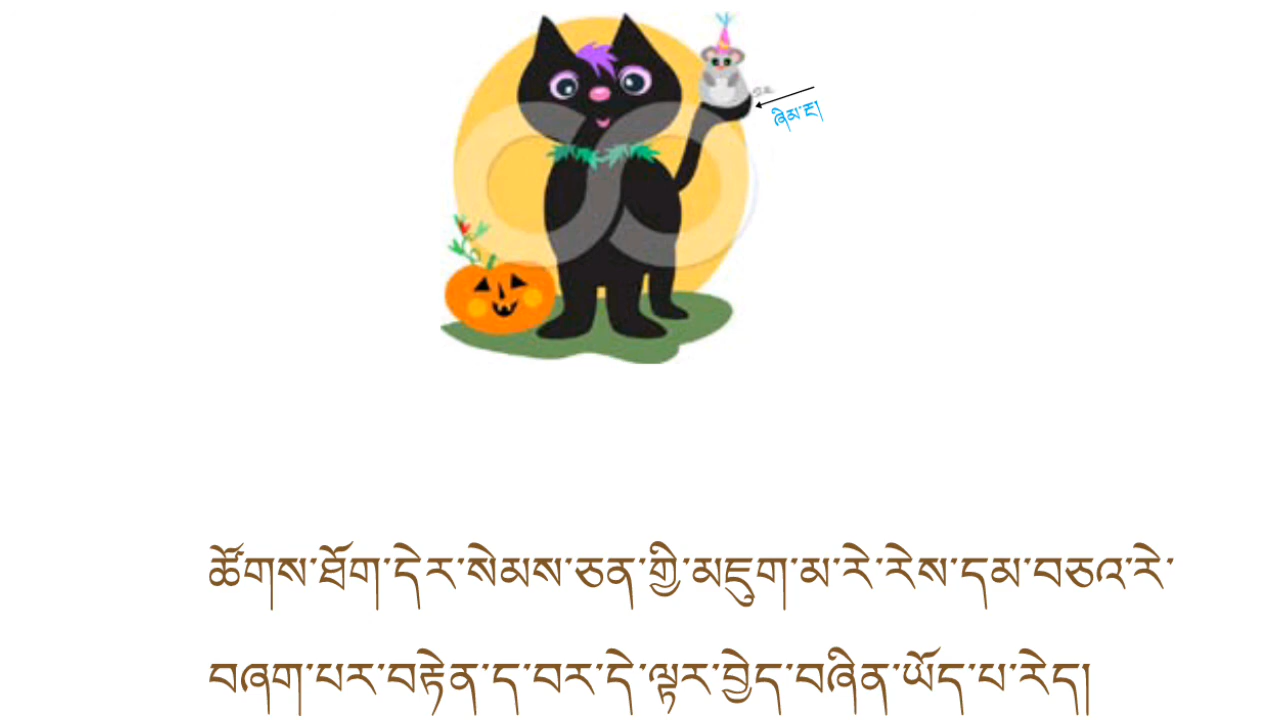 ཞིམ་ང།
ཚོགས་ཐོག་དེར་སེམས་ཅན་གྱི་མཇུག་མ་རེ་རེས་དམ་བཅའ་རེ་
བཞག་པར་བརྟེན་ད་བར་དེ་ལྟར་བྱེད་བཞིན་ཡོད་པ་རེད།